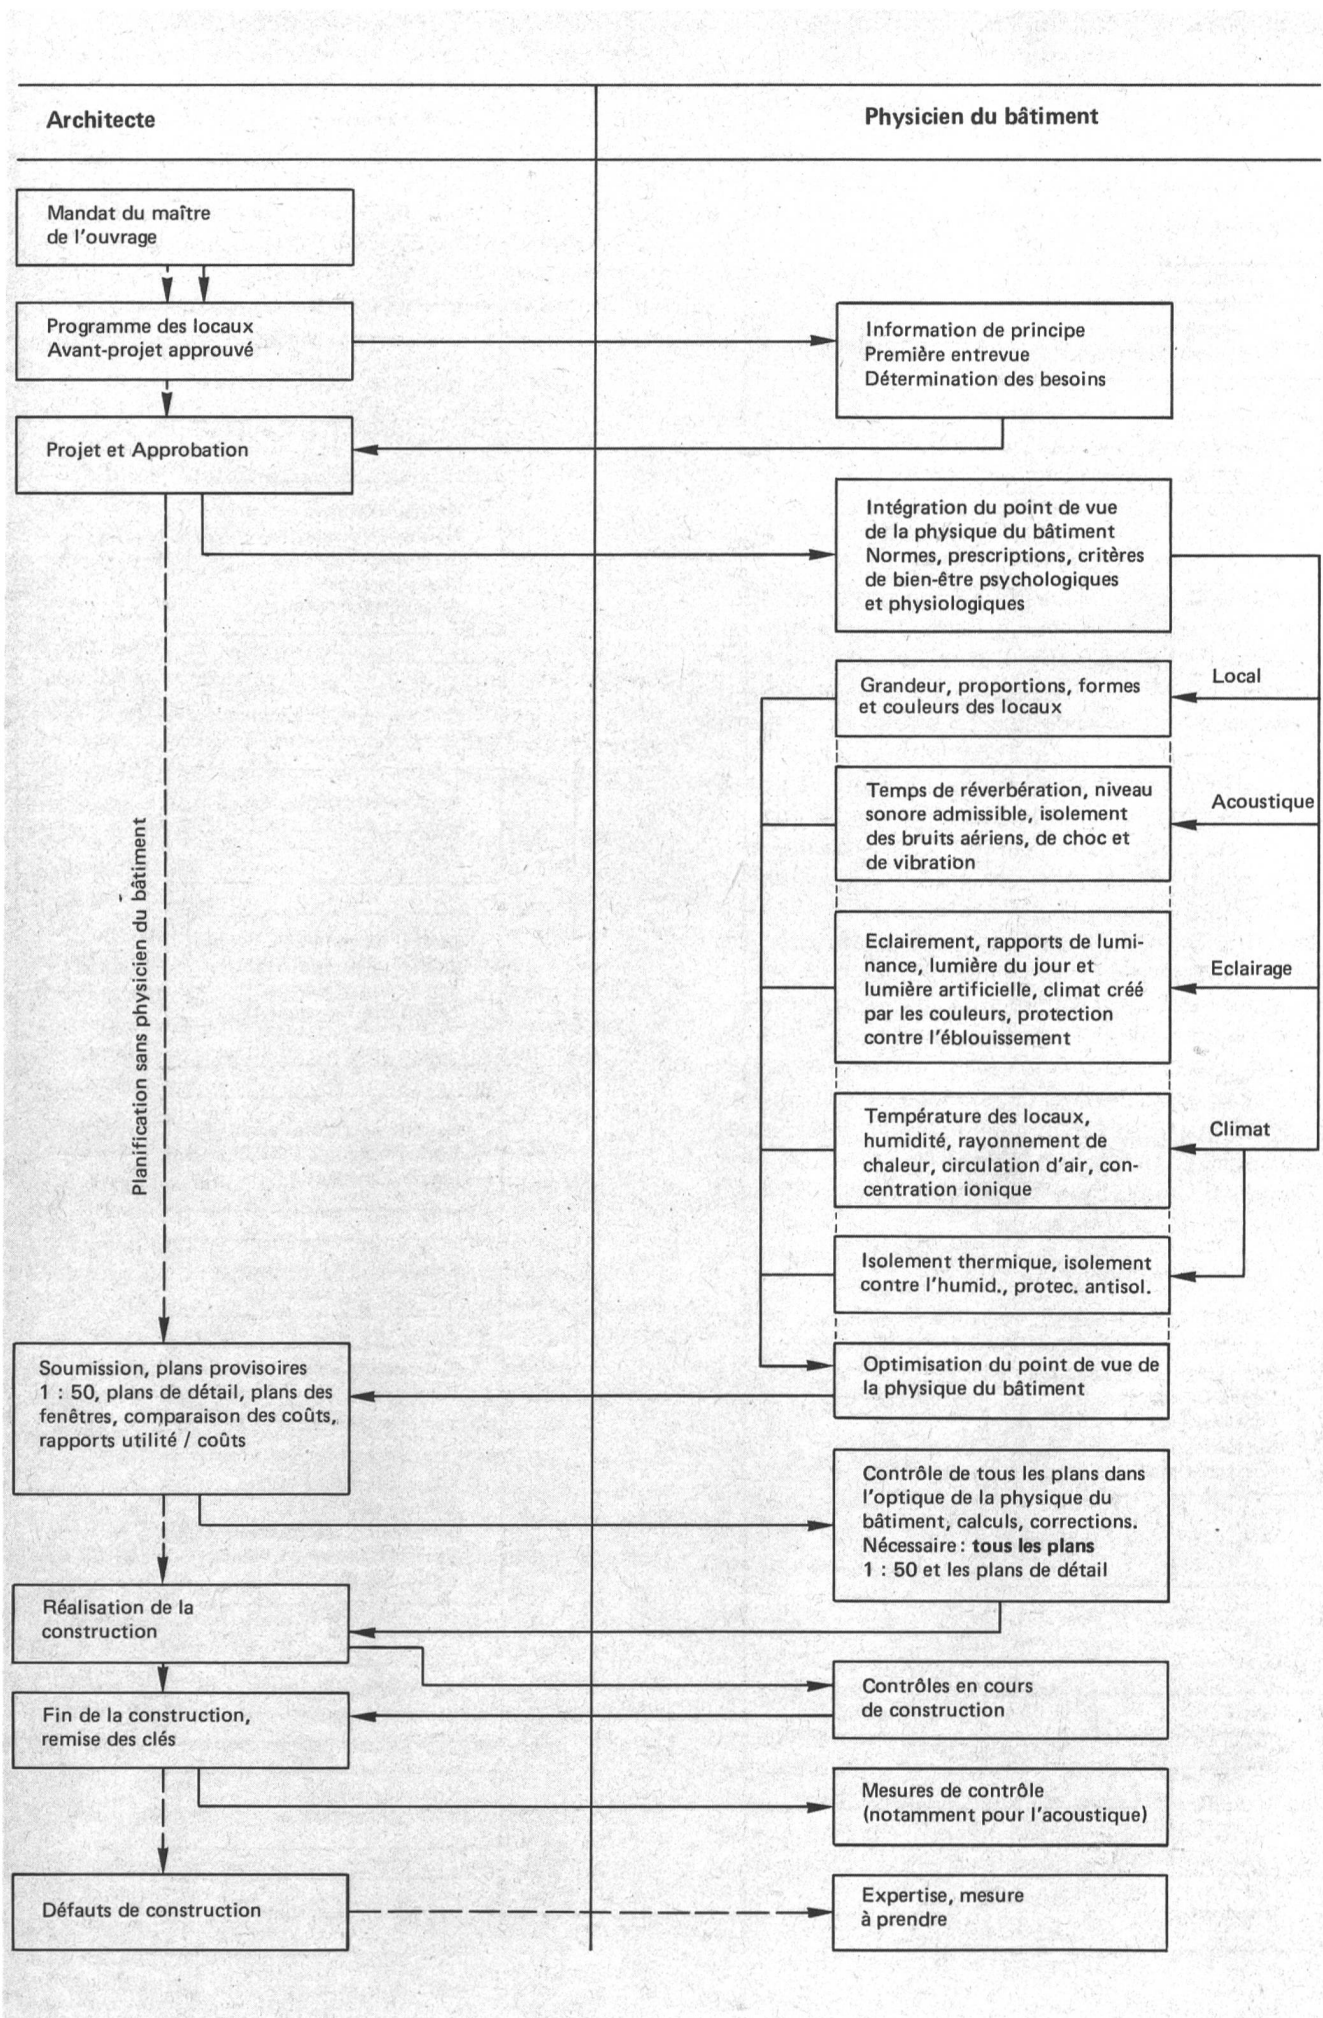 Architecte
Physicien du bâtiment
Mandat du maître
de l'ouvrage
Programme des locaux
Avant-projet approuvé
Information de principe
Première entrevue
Détermination des besoins
Projet et Approbation
Intégration du point de vue
de la physique du bâtiment
Normes, prescriptions, critères
de bien-être psychologiques
et physiologiques
Local
Grandeur, proportions, formes
et couleurs des locaux
Acoustique
Temps de réverbération, niveau
sonore admissible, isolement
des bruits aériens, de choc et
de vibration
Planification sans physicien du bâtiment
Eclairage
Eclairement, rapports de lumi-
nance, lumière du jour et
lumière artificielle, climat créé
par les couleurs, protection
contre l'éblouissement
Climat
Température des locaux,
humidité, rayonnement de
chaleur, circulation d'air, con-
centration ionique
Isolement thermique, isolement
contre l'humid., protec. antisol.
Soumission, plans provisoires
1 : 50, plans de détail, plans des
fenêtres, comparaison des coûts,
rapports utilité / coûts
Optimisation du point de vue de
la physique du bâtiment
Contrôle de tous les plans dans
l'optique de la physique du
bâtiment, calculs, corrections.
Nécessaire : tous les plans
1 : 50 et les plans de détail
Réalisation de la
construction
Contrôles en cours
de construction
Fin de la construction,
remise des clés
Mesures de contrôle
(notamment pour l'acoustique)
Défauts de construction
Expertise, mesure
à prendre